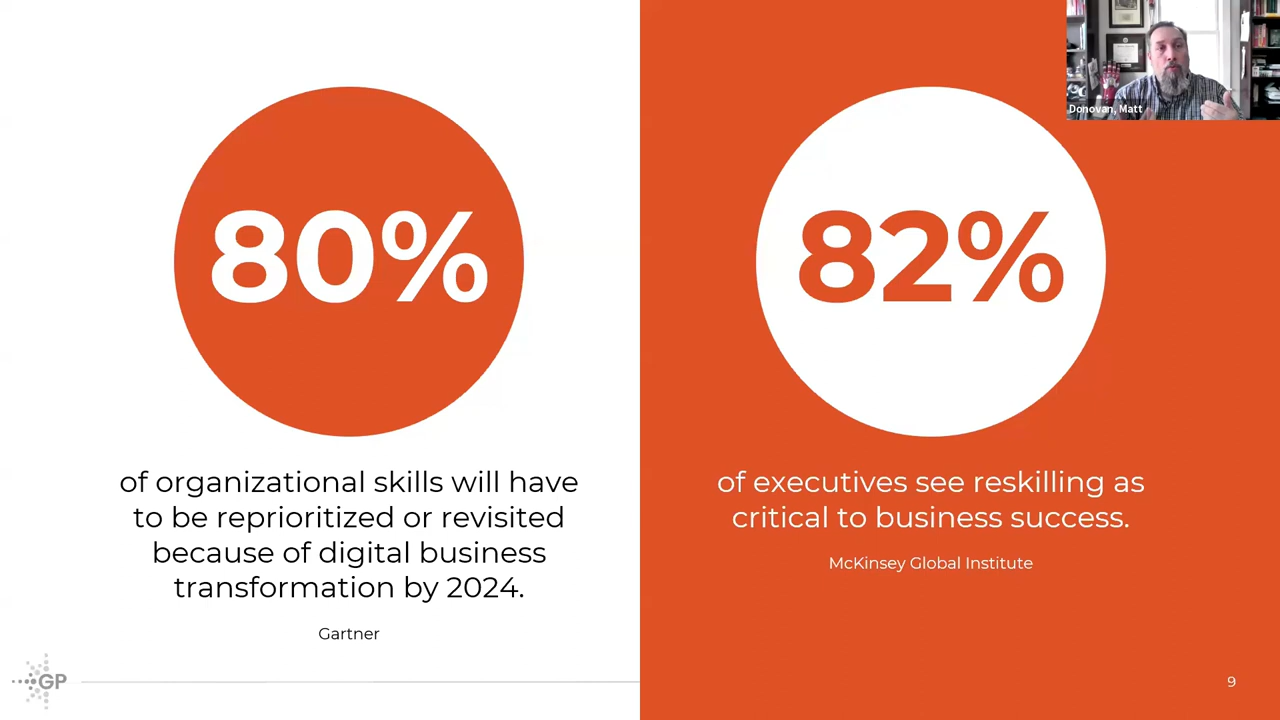 80%
of organizational skills will have
to be reprioritized or revisited
because of digital business
transformation by 2024.
Gartner
GP
Donovan, Matt
82%
of executives see reskilling as
critical to business success.
McKinsey Global Institute
9